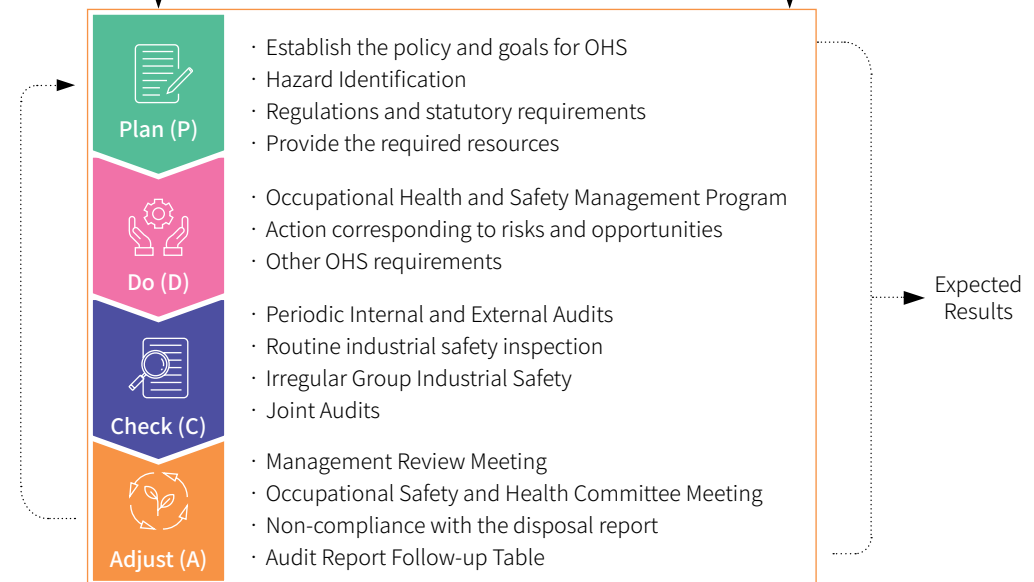 Plan (P)
· Establish the policy and goals for OHS
· Hazard Identification
· Regulations and statutory requirements
· Provide the required resources
Do (D)
· Occupational Health and Safety Management Program
· Action corresponding to risks and opportunities
· Other OHS requirements
Check (C)
· Periodic Internal and External Audits
· Routine industrial safety inspection
· Irregular Group Industrial Safety
· Joint Audits
Adjust (A)
· Management Review Meeting
· Occupational Safety and Health Committee Meeting
· Non-compliance with the disposal report
· Audit Report Follow-up Table
Expected
Results